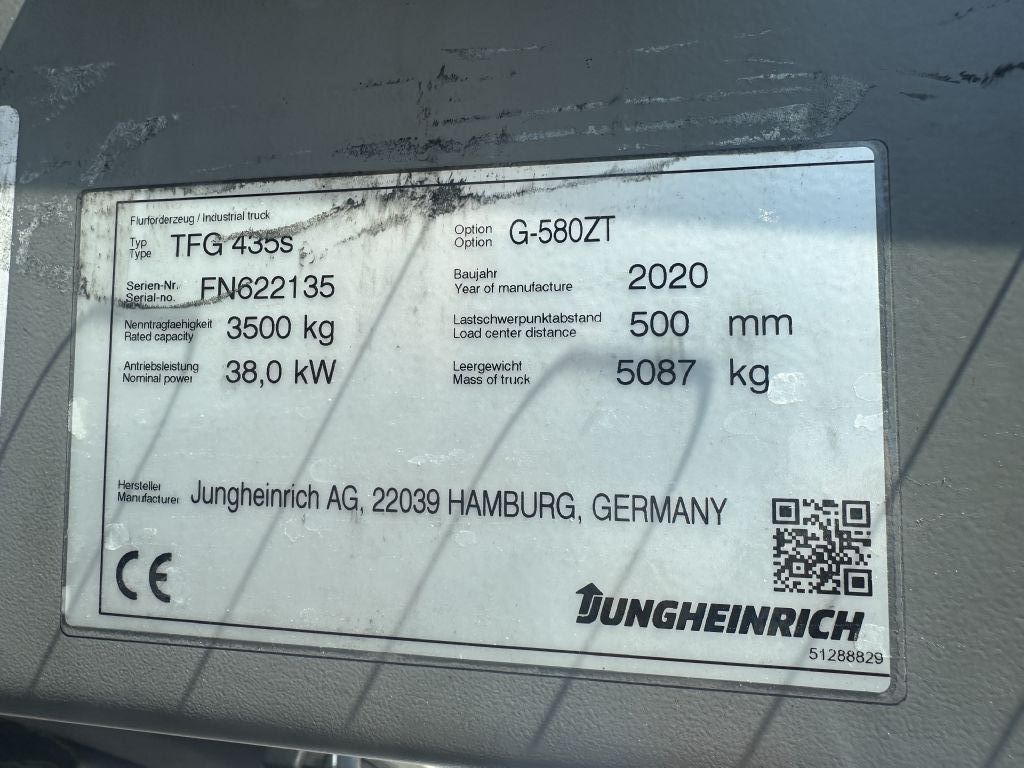 Flurförderzeug / Industrial truck
Typ
Type TFG 435s
Option
Option G-580ZT
Serien-Nr.
Serial-no. FN622135
Baujahr
Year of manufacture 2020
Nenntragfaehigkeit
Rated capacity 3500 kg
Lastschwerpunktabstand
Load center distance 500 mm
Antriebsleistung
Nominal power 38,0 kW
Leergewicht
Mass of truck 5087 kg
Hersteller
Manufacturer Jungheinrich AG, 22039 HAMBURG, GERMANY
CE
JUNGHEINRICH
51288829